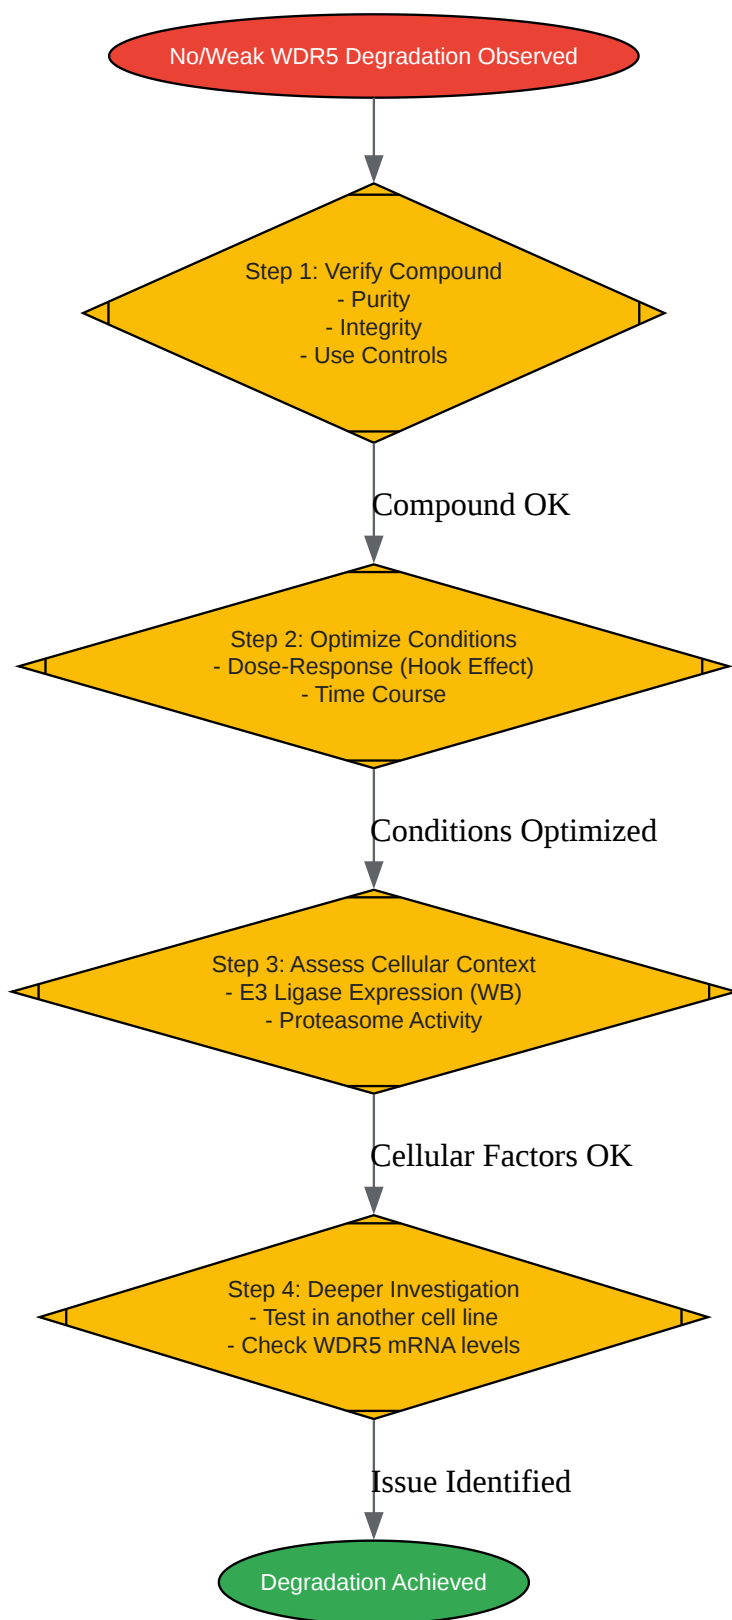 No/Weak WDR5 Degradation Observed
Step 1: Verify Compound
- Purity
- Integrity
- Use Controls
Compound OK
Step 2: Optimize Conditions
- Dose-Response (Hook Effect)
- Time Course
Conditions Optimized
Step 3: Assess Cellular Context
- E3 Ligase Expression (WB)
- Proteasome Activity
Cellular Factors OK
Step 4: Deeper Investigation
- Test in another cell line
- Check WDR5 mRNA levels
Issue Identified
Degradation Achieved